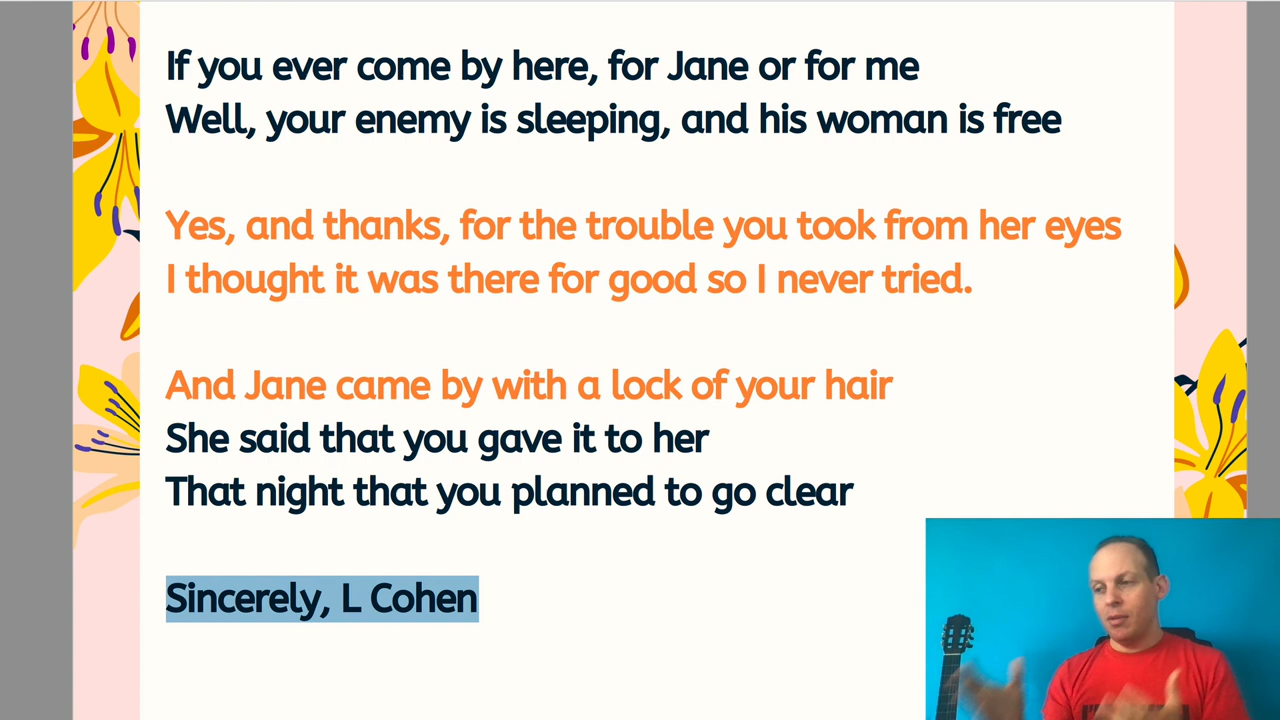 If you ever come by here, for Jane or for me
Well, your enemy is sleeping, and his woman is free
Yes, and thanks, for the trouble you took from her eyes
I thought it was there for good so I never tried.
And Jane came by with a lock of your hair
She said that you gave it to her
That night that you planned to go clear
Sincerely, L Cohen